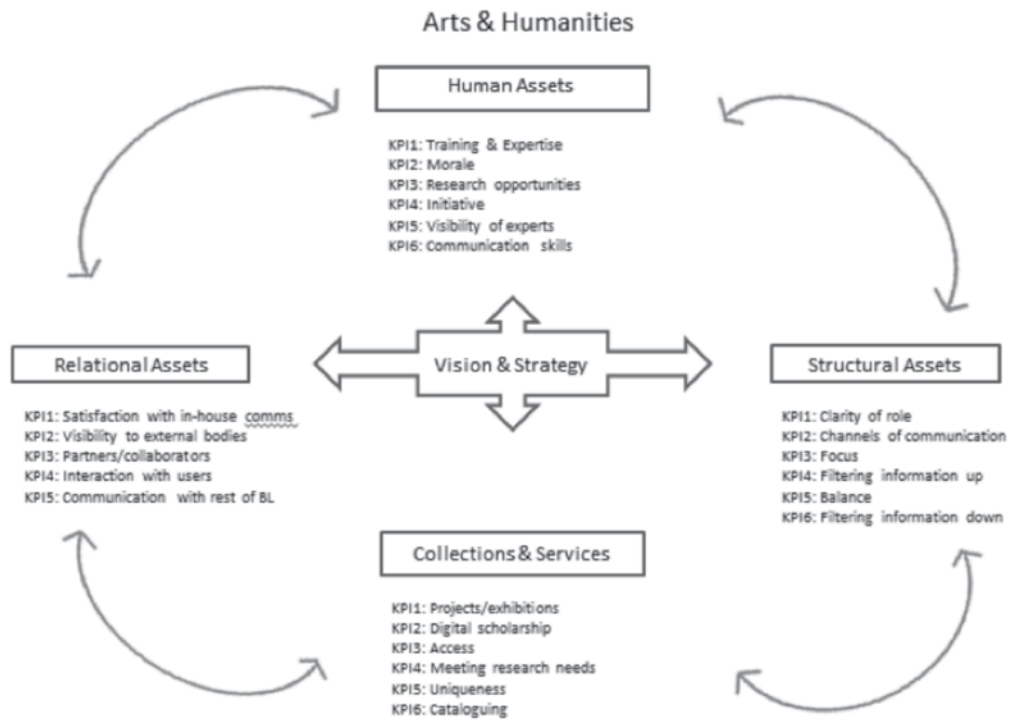 Arts & Humanities
Human Assets
KPI1: Training & Expertise
KPI2: Morale
KPI3: Research opportunities
KPI4: Initiative
KPI5: Visibility of experts
KPI6: Communication skills
Vision & Strategy
Relational Assets
KPI1: Satisfaction with in-house comms
KPI2: Visibility to external bodies
KPI3: Partners/collaborators
KPI4: Interaction with users
KPI5: Communication with rest of BL
Structural Assets
KPI1: Clarity of role
KPI2: Channels of communication
KPI3: Focus
KPI4: Filtering information up
KPI5: Balance
KPI6: Filtering information down
Collections & Services
KPI1: Projects/exhibitions
KPI2: Digital scholarship
KPI3: Access
KPI4: Meeting research needs
KPI5: Uniqueness
KPI6: Cataloguing